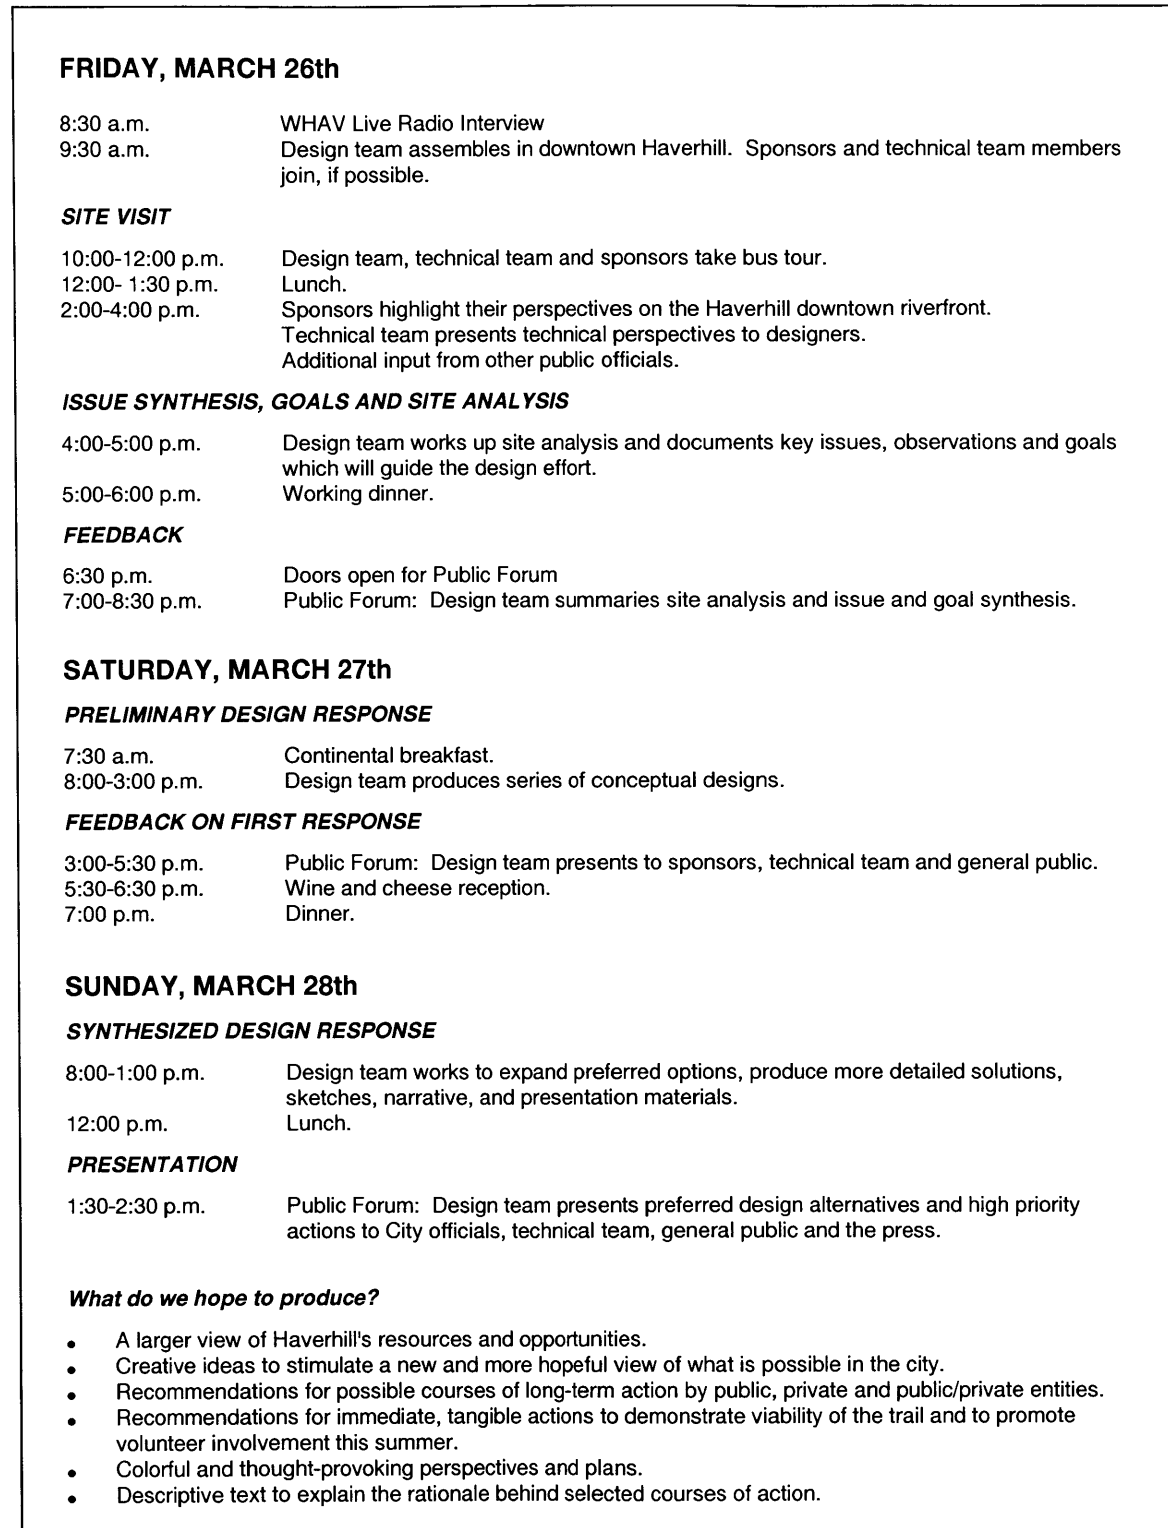 FRIDAY, MARCH 26th
8:30 a.m. WHAV Live Radio Interview
9:30 a.m. Design team assembles in downtown Haverhill. Sponsors and technical team members
join, if possible.
SITE VISIT
10:00-12:00 p.m. Design team, technical team and sponsors take bus tour.
12:00- 1:30 p.m. Lunch.
2:00-4:00 p.m. Sponsors highlight their perspectives on the Haverhill downtown riverfront.
Technical team presents technical perspectives to designers.
Additional input from other public officials.
ISSUE SYNTHESIS, GOALS AND SITE ANALYSIS
4:00-5:00 p.m. Design team works up site analysis and documents key issues, observations and goals
which will guide the design effort.
5:00-6:00 p.m. Working dinner.
FEEDBACK
6:30 p.m. Doors open for Public Forum
7:00-8:30 p.m. Public Forum: Design team summaries site analysis and issue and goal synthesis.
SATURDAY, MARCH 27th
PRELIMINARY DESIGN RESPONSE
7:30 a.m. Continental breakfast.
8:00-3:00 p.m. Design team produces series of conceptual designs.
FEEDBACK ON FIRST RESPONSE
3:00-5:30 p.m. Public Forum: Design team presents to sponsors, technical team and general public.
5:30-6:30 p.m. Wine and cheese reception.
7:00 p.m. Dinner.
SUNDAY, MARCH 28th
SYNTHESIZED DESIGN RESPONSE
8:00-1:00 p.m. Design team works to expand preferred options, produce more detailed solutions,
sketches, narrative, and presentation materials.
12:00 p.m. Lunch.
PRESENTATION
1:30-2:30 p.m. Public Forum: Design team presents preferred design alternatives and high priority
actions to City officials, technical team, general public and the press.
What do we hope to produce?
• A larger view of Haverhill's resources and opportunities.
• Creative ideas to stimulate a new and more hopeful view of what is possible in the city.
• Recommendations for possible courses of long-term action by public, private and public/private entities.
• Recommendations for immediate, tangible actions to demonstrate viability of the trail and to promote
volunteer involvement this summer.
• Colorful and thought-provoking perspectives and plans.
• Descriptive text to explain the rationale behind selected courses of action.